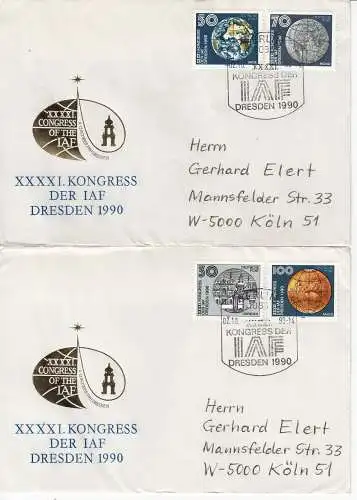 50
70
XXXXI.
KONGRESS DER
IAF
DRESDEN 1990
XXXXI
CONGRESS
OF THE
IAF
XXXXI. KONGRESS
DER IAF
DRESDEN 1990
Herrn
Gerhard Elert
Mannsfelder Str. 33
W-5000 Köln 51
50
100
KONGRESS DER
IAF
DRESDEN 1990
XXXXI
CONGRESS
OF THE
IAF
XXXXI. KONGRESS
DER IAF
DRESDEN 1990
Herrn
Gerhard Elert
Mannsfelder Str. 33
W-5000 Köln 51